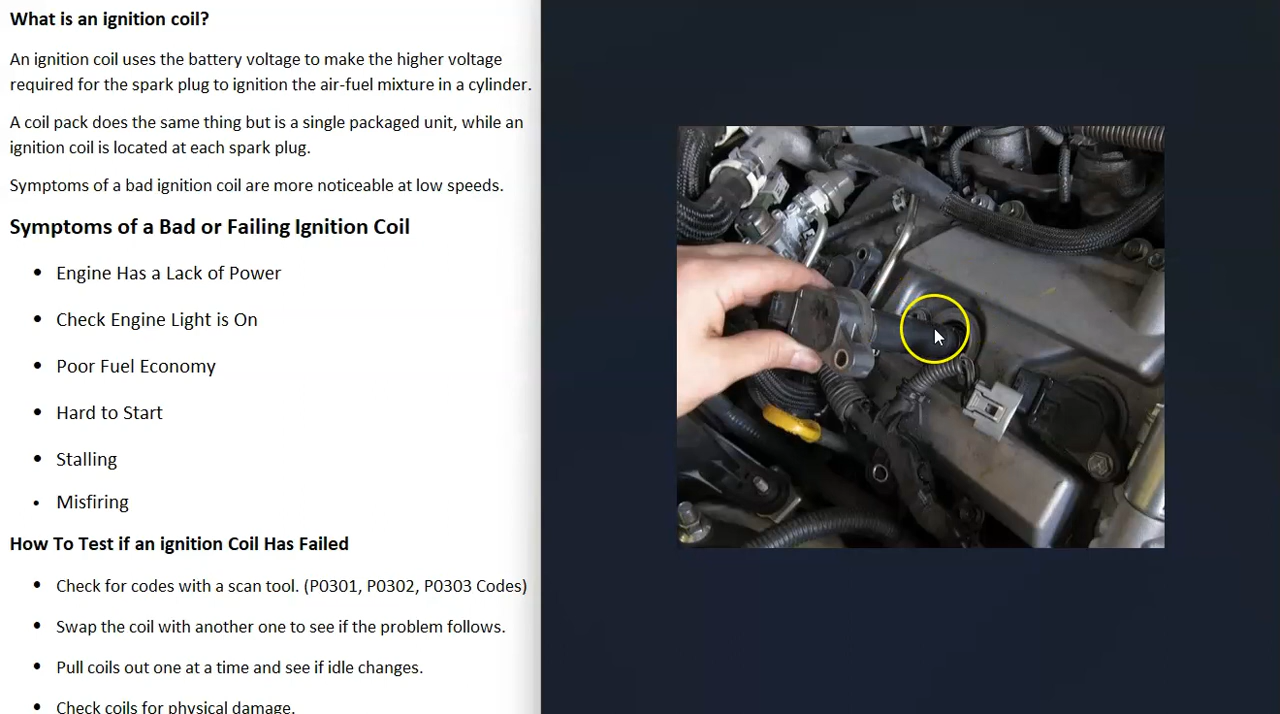 What is an ignition coil?
An ignition coil uses the battery voltage to make the higher voltage
required for the spark plug to ignition the air-fuel mixture in a cylinder.
A coil pack does the same thing but is a single packaged unit, while an
ignition coil is located at each spark plug.
Symptoms of a bad ignition coil are more noticeable at low speeds.
Symptoms of a Bad or Failing Ignition Coil
• Engine Has a Lack of Power
• Check Engine Light is On
• Poor Fuel Economy
• Hard to Start
• Stalling
• Misfiring
How To Test if an ignition Coil Has Failed
• Check for codes with a scan tool. (P0301, P0302, P0303 Codes)
• Swap the coil with another one to see if the problem follows.
• Pull coils out one at a time and see if idle changes.
• Check coils for physical damage.